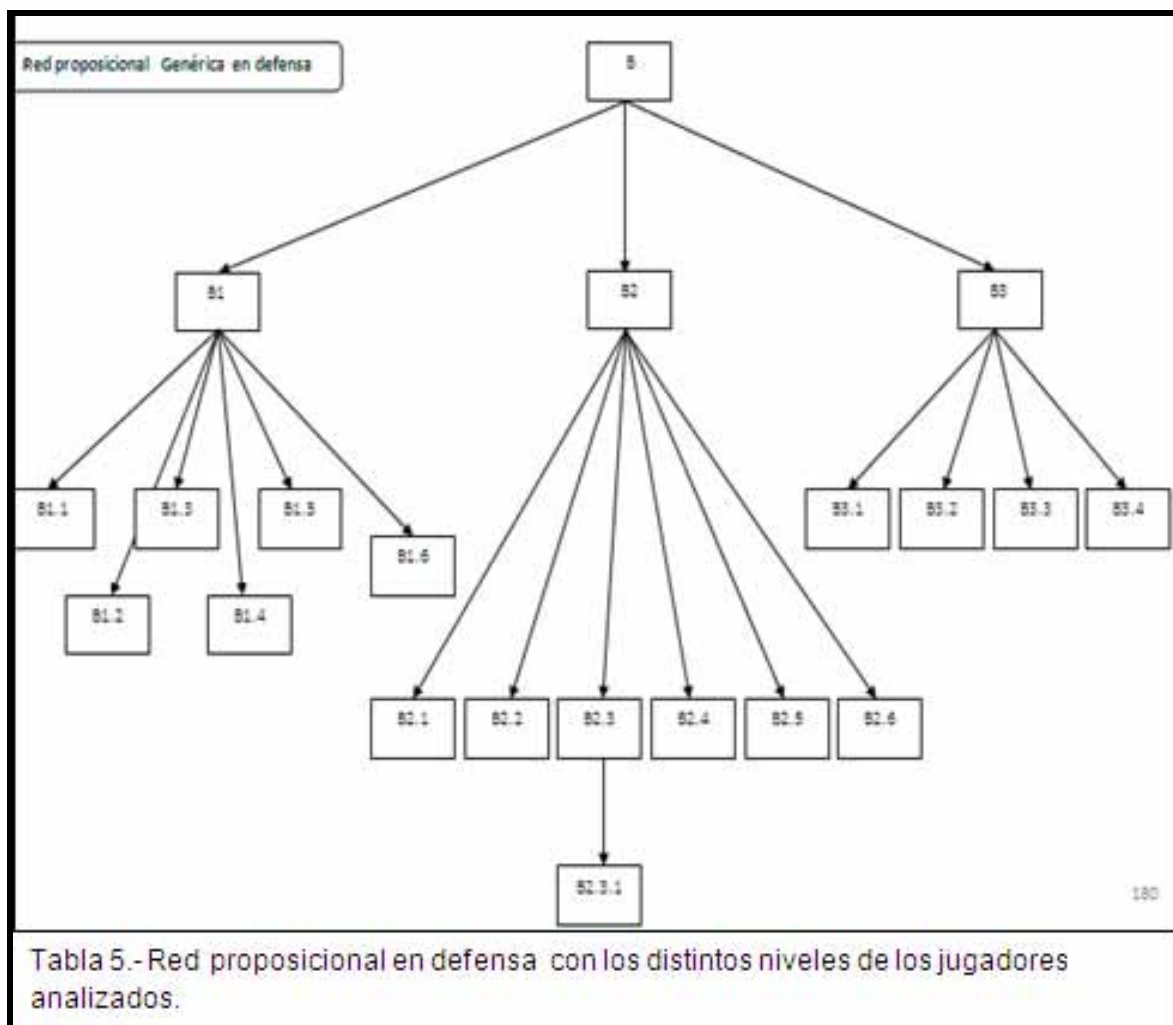 Red proposicional Genérica en defensa
B
B1
B2
B3
B1.1
B1.3
B1.5
B1.6
B1.2
B1.4
B3.1
B3.2
B3.3
B3.4
B2.1
B2.2
B2.3
B2.4
B2.5
B2.6
B2.3.1
180
Tabla 5.- Red proposicional en defensa con los distintos niveles de los jugadores
analizados.